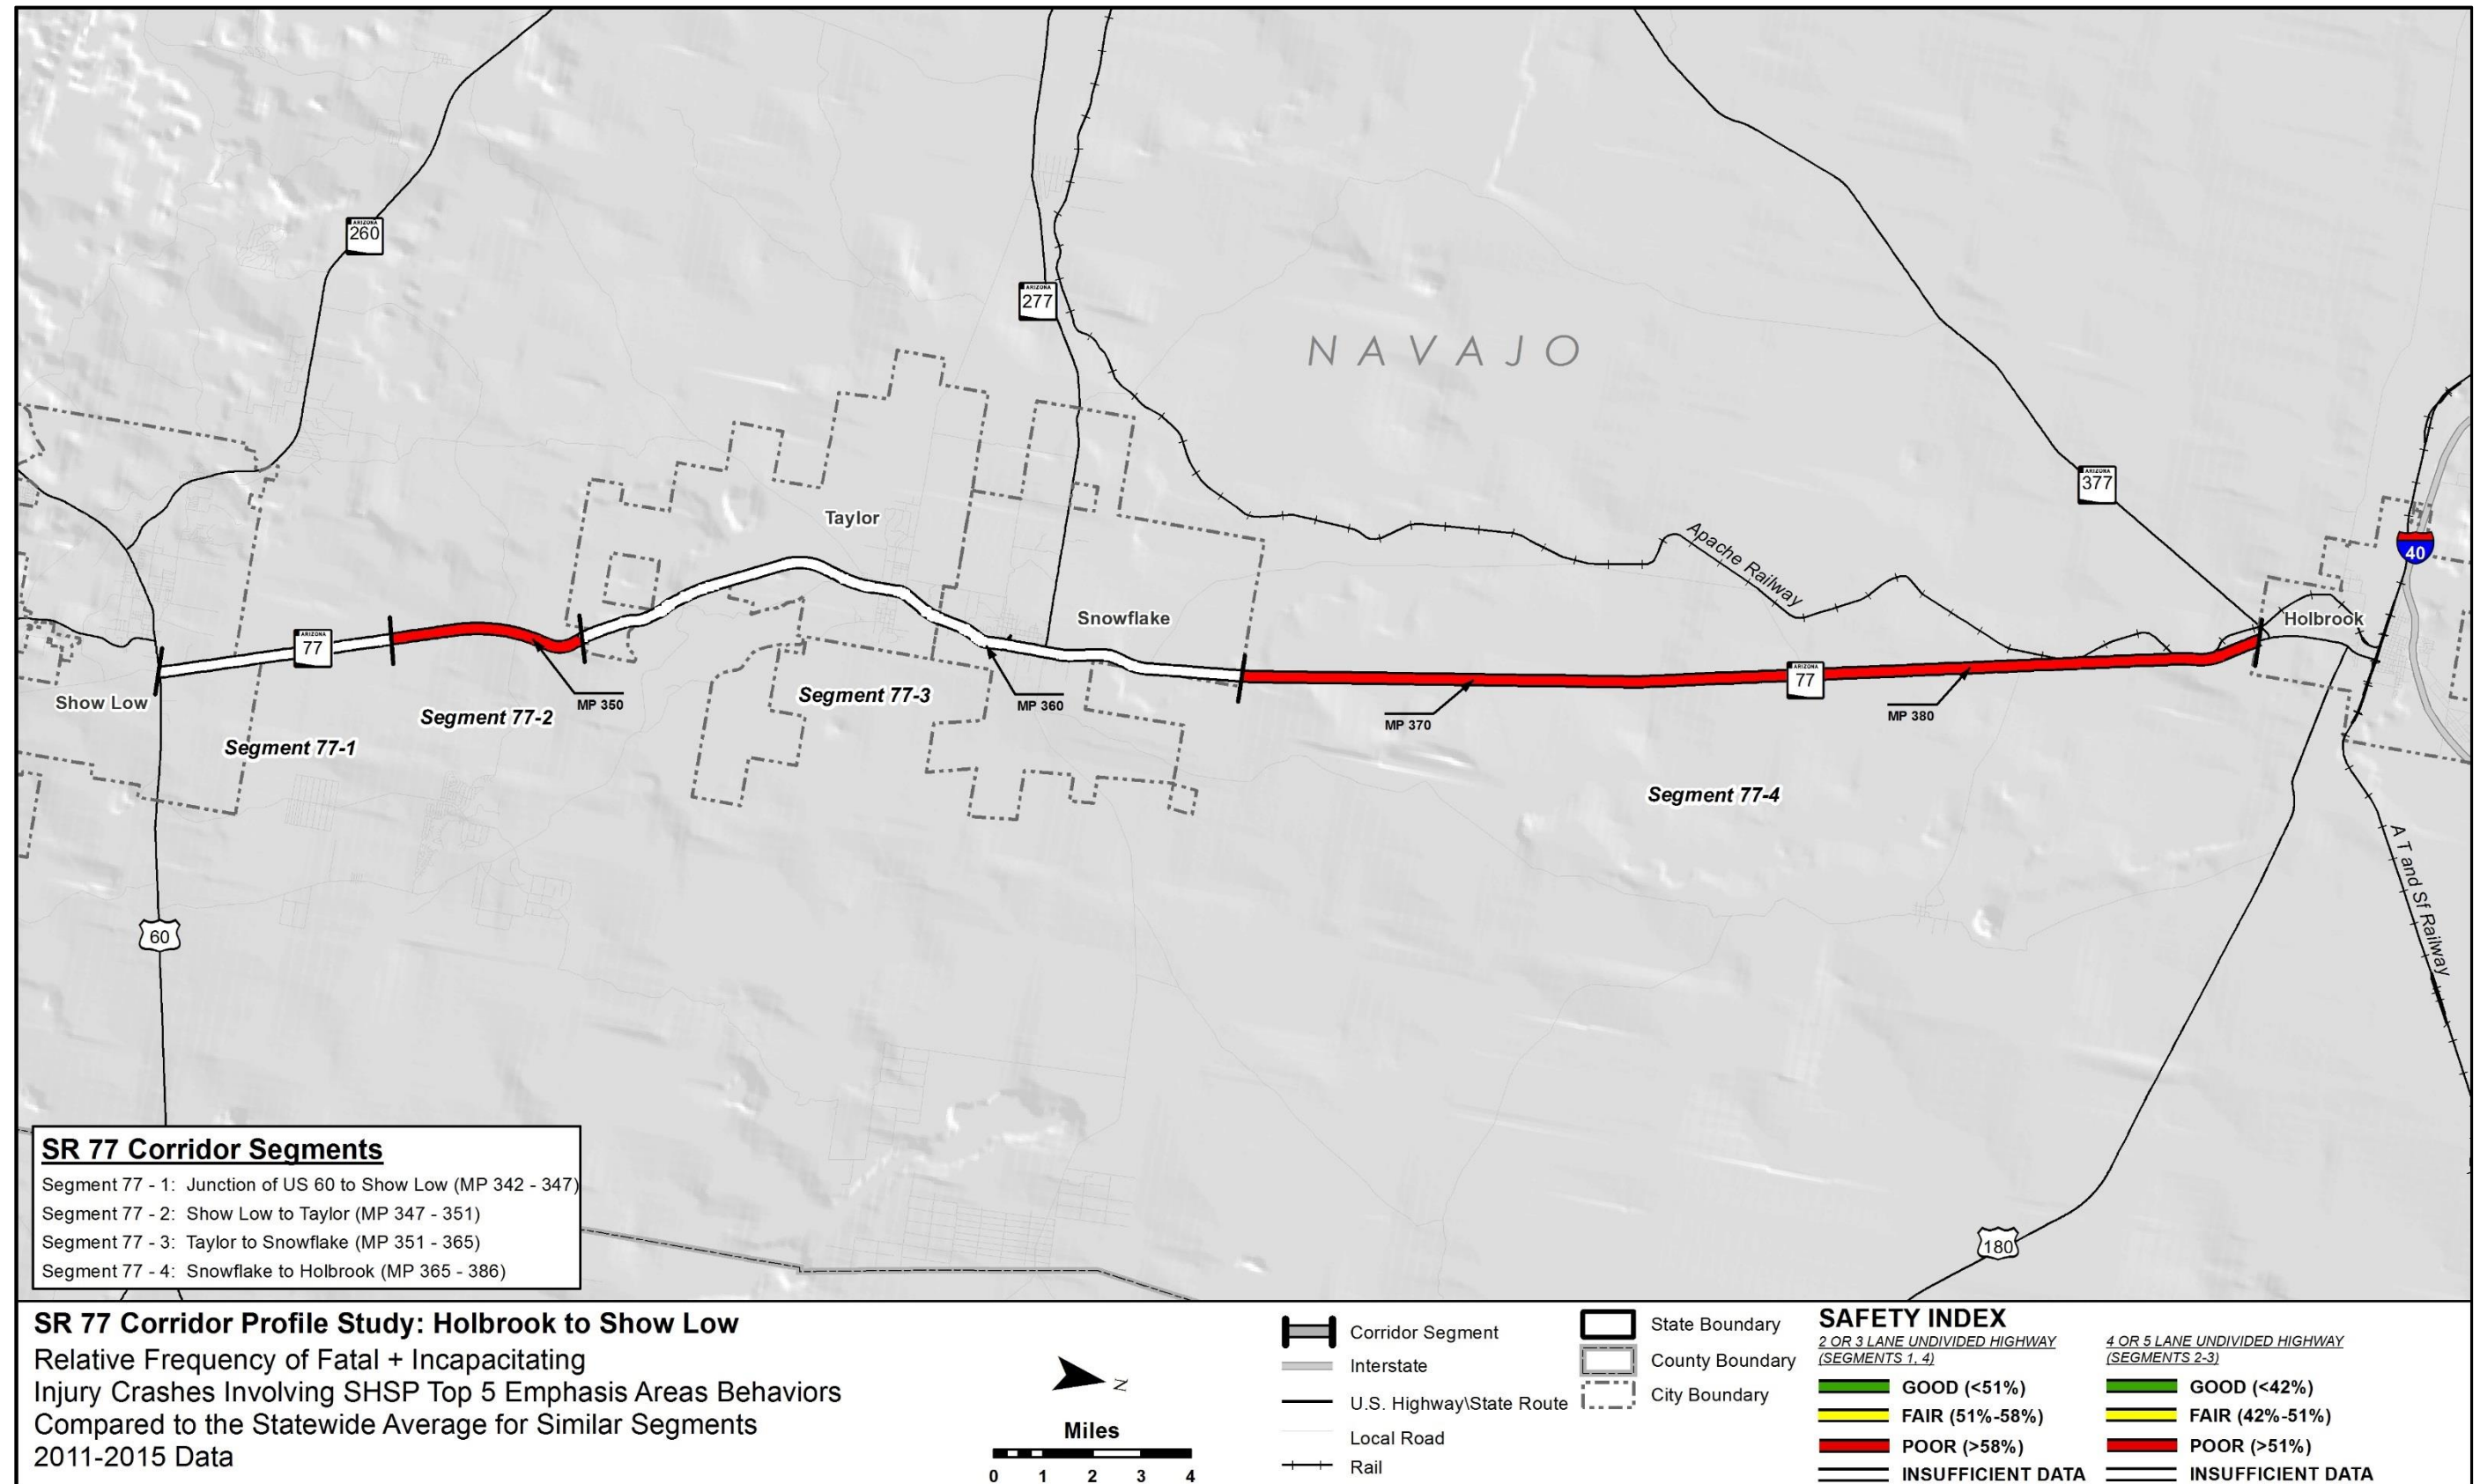 ARIZONA
260
ARIZONA
277
NAVAJO
ARIZONA
377
40
Taylor
Apache Railway
Snowflake
Holbrook
ARIZONA
77
ARIZONA
77
Show Low
Segment 77-1
Segment 77-2
MP 350
Segment 77-3
MP 360
MP 370
MP 380
Segment 77-4
A T and Sf Railway
60
180
SR 77 Corridor Segments
Segment 77 - 1: Junction of US 60 to Show Low (MP 342 - 347)
Segment 77 - 2: Show Low to Taylor (MP 347 - 351)
Segment 77 - 3: Taylor to Snowflake (MP 351 - 365)
Segment 77 - 4: Snowflake to Holbrook (MP 365 - 386)
SR 77 Corridor Profile Study: Holbrook to Show Low
Relative Frequency of Fatal + Incapacitating
Injury Crashes Involving SHSP Top 5 Emphasis Areas Behaviors
Compared to the Statewide Average for Similar Segments
2011-2015 Data
N
Miles
0 1 2 3 4
Corridor Segment
Interstate
U.S. Highway\State Route
Local Road
Rail
State Boundary
County Boundary
City Boundary
SAFETY INDEX
2 OR 3 LANE UNDIVIDED HIGHWAY
(SEGMENTS 1, 4)
GOOD (<51%)
FAIR (51%-58%)
POOR (>58%)
INSUFFICIENT DATA
4 OR 5 LANE UNDIVIDED HIGHWAY
(SEGMENTS 2-3)
GOOD (<42%)
FAIR (42%-51%)
POOR (>51%)
INSUFFICIENT DATA